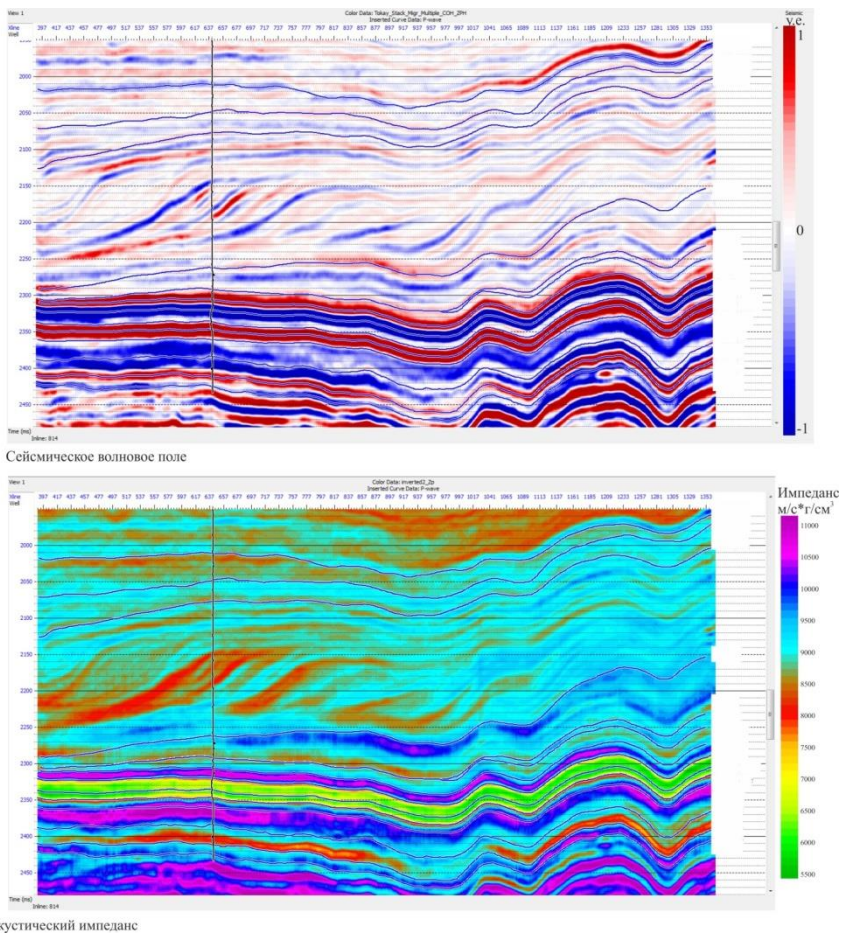 View 1
Color Data: Tokay_Stack_Migr_Multiple_COH_ZPH
Inserted Curve Data: P-wave
Seismic
у.е.
Xline 397 417 437 457 477 497 517 537 557 577 597 617 637 657 677 697 717 737 757 777 797 817 837 857 877 897 917 937 957 977 997 1017 1041 1065 1089 1113 1137 1161 1185 1209 1233 1257 1281 1305 1329 1353
Well
1
0
-1
2000
2050
2100
2150
2200
2250
2300
2350
2400
2450
Time (ms)
Inline: 814
Сейсмическое волновое поле
View 1
Color Data: inverted2_2p
Inserted Curve Data: P-wave
Импеданс
м/с*г/см³
Xline 397 417 437 457 477 497 517 537 557 577 597 617 637 657 677 697 717 737 757 777 797 817 837 857 877 897 917 937 957 977 997 1017 1041 1065 1089 1113 1137 1161 1185 1209 1233 1257 1281 1305 1329 1353
Well
11000
10500
10000
9500
9000
8500
8000
7500
7000
6500
6000
5500
2000
2050
2100
2150
2200
2250
2300
2350
2400
2450
Time (ms)
Inline: 814
кустический импеданс